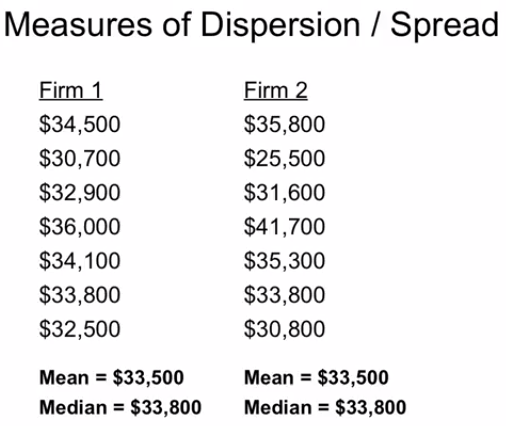 Measures of Dispersion / Spread
Firm 1 Firm 2
$34,500 $35,800
$30,700 $25,500
$32,900 $31,600
$36,000 $41,700
$34,100 $35,300
$33,800 $33,800
$32,500 $30,800
Mean = $33,500 Mean = $33,500
Median = $33,800 Median = $33,800